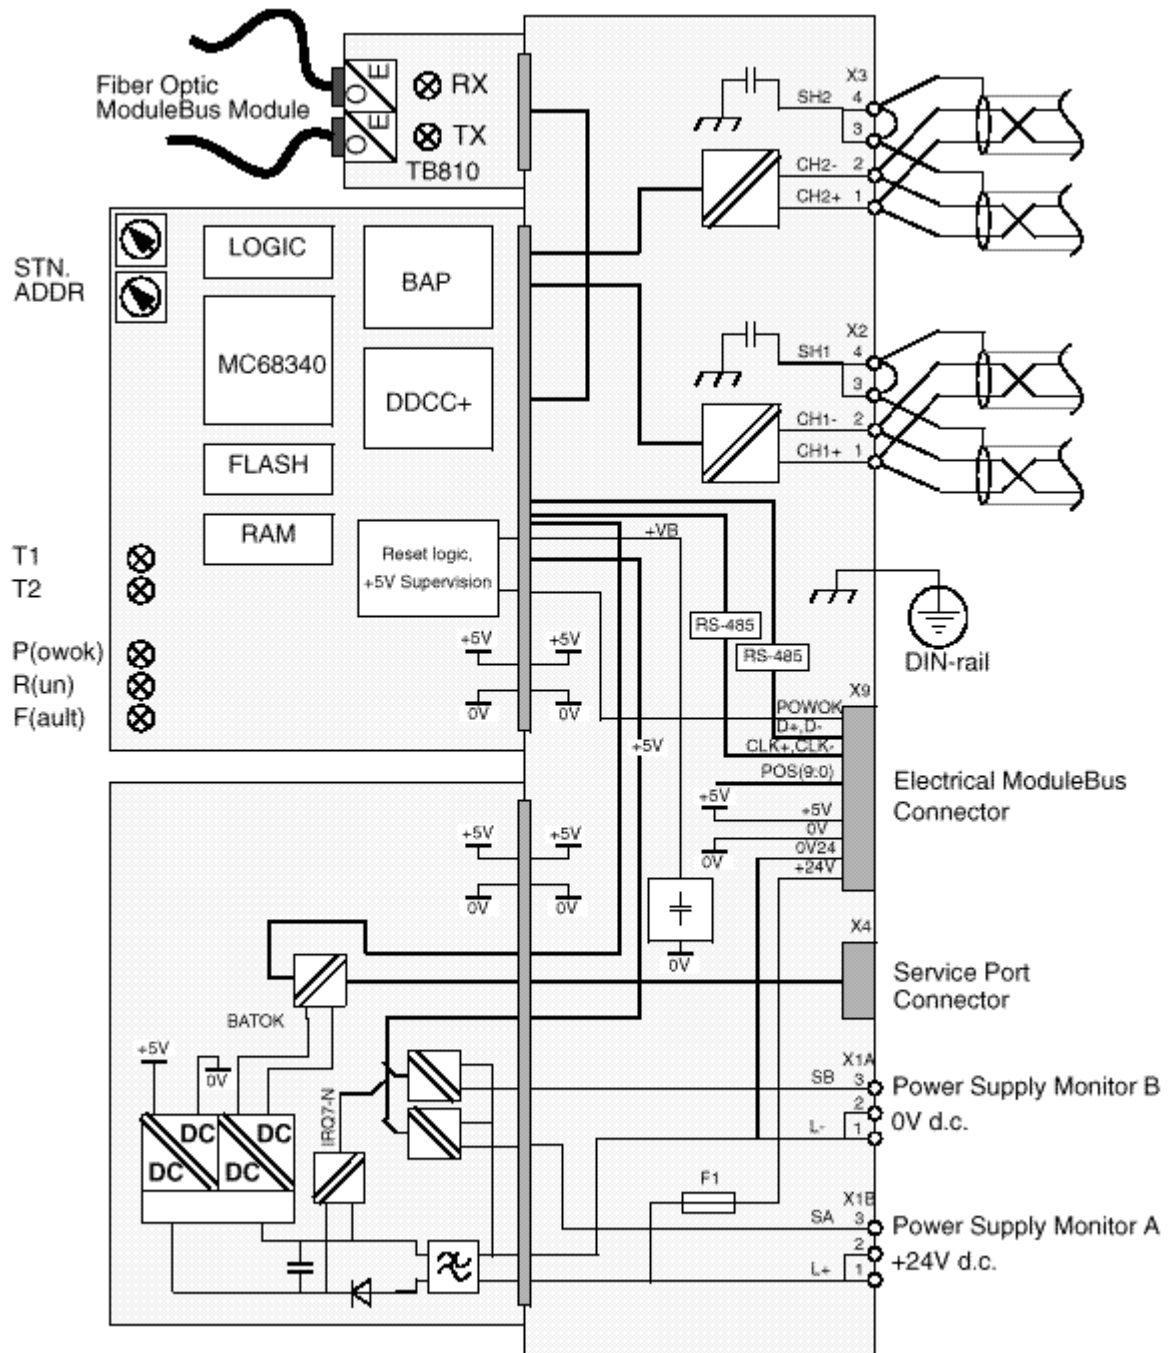 Fiber Optic
ModuleBus Module
O E
O E
RX
TX
TB810
X3
SH2 4
3
CH2- 2
CH2+ 1
STN.
ADDR
LOGIC
BAP
MC68340
DDCC+
FLASH
RAM
X2
SH1 4
3
CH1- 2
CH1+ 1
T1
T2
Reset logic,
+5V Supervision
+VB
RS-485
RS-485
DIN-rail
P(owok)
R(un)
F(ault)
+5V +5V
0V 0V
+5V
X9
POWOK
D+,D-
CLK+,CLK-
POS(9:0)
+5V
+5V
0V
0V
0V24
+24V
Electrical ModuleBus
Connector
+5V +5V
0V 0V
0V
X4
Service Port
Connector
BATOK
+5V
0V
DC DC
DC DC
IRQ7-N
X1A
SB 3
Power Supply Monitor B
2
0V d.c.
L- 1
F1
X1B
SA 3
Power Supply Monitor A
2
+24V d.c.
L+ 1